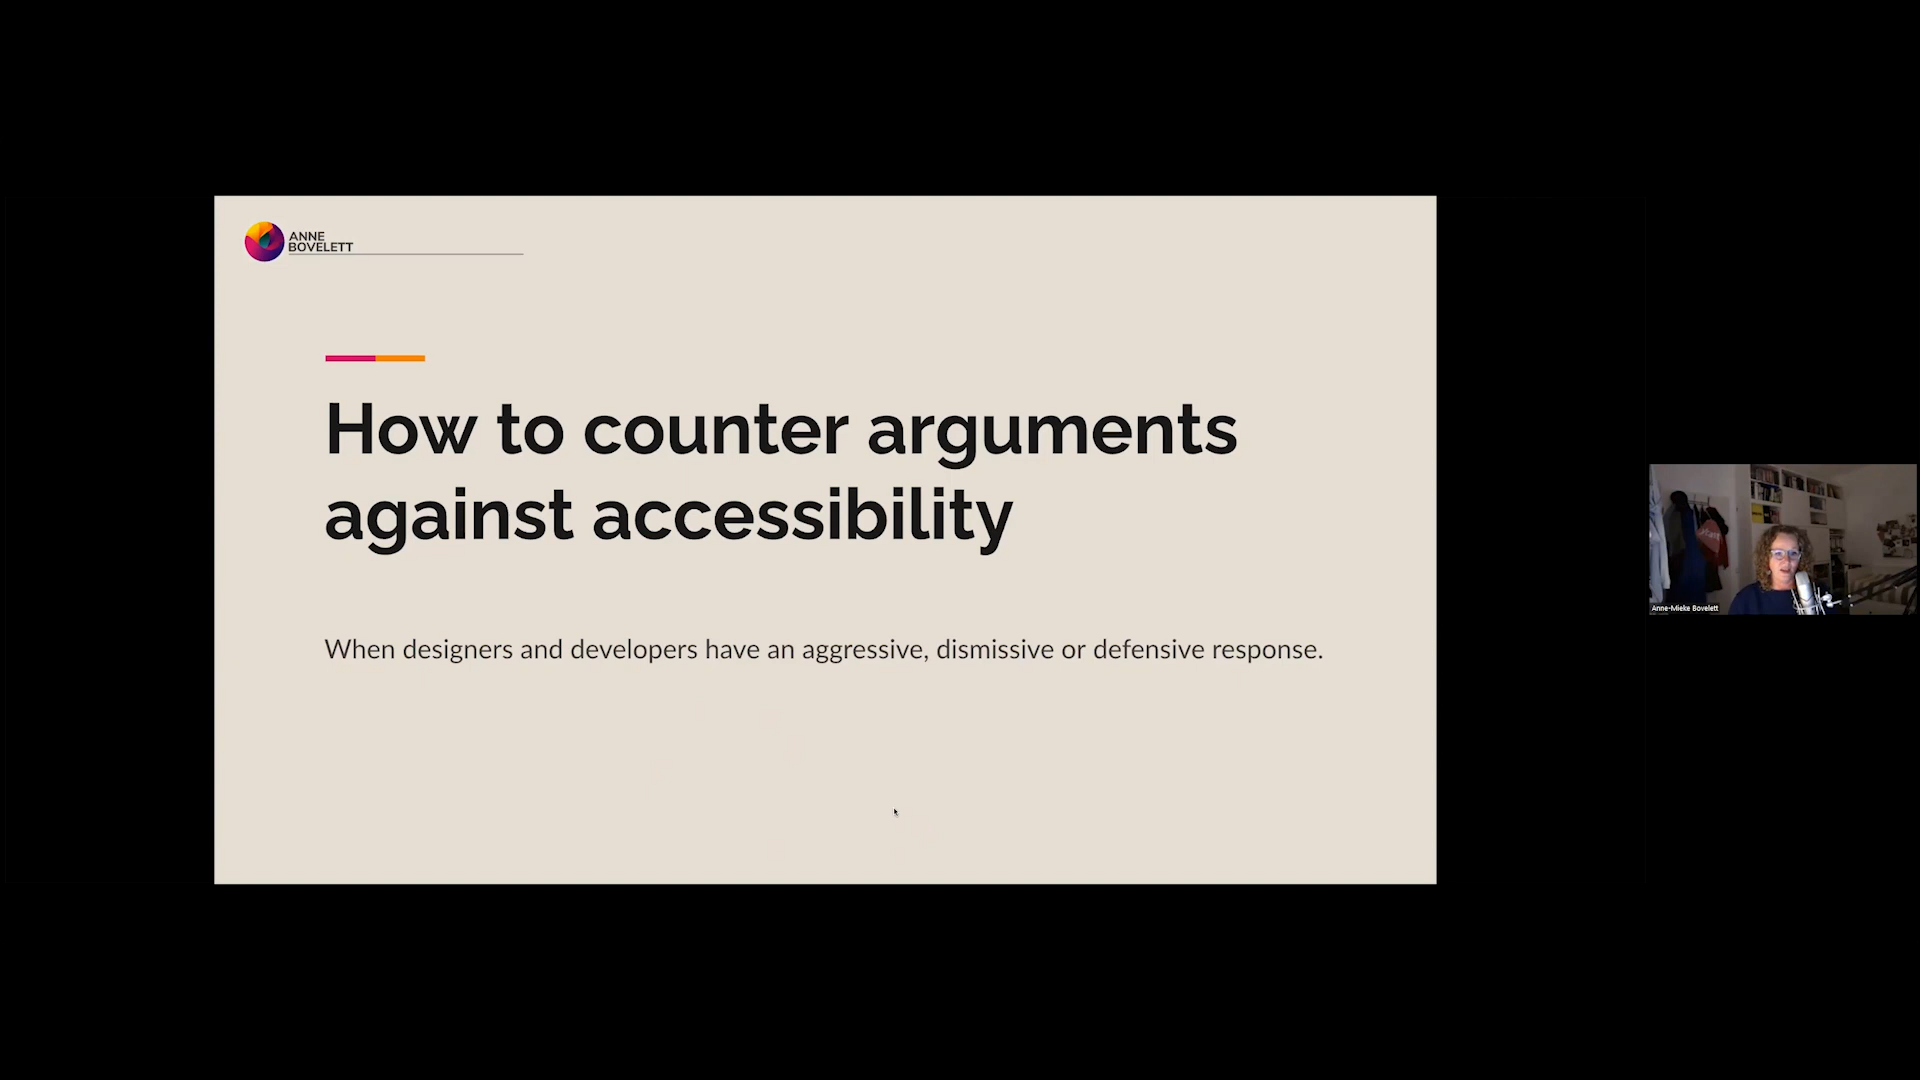 ANNE
BOVELETT
How to counter arguments
against accessibility
When designers and developers have an aggressive, dismissive or defensive response.
Anne-Mieke Bovelett